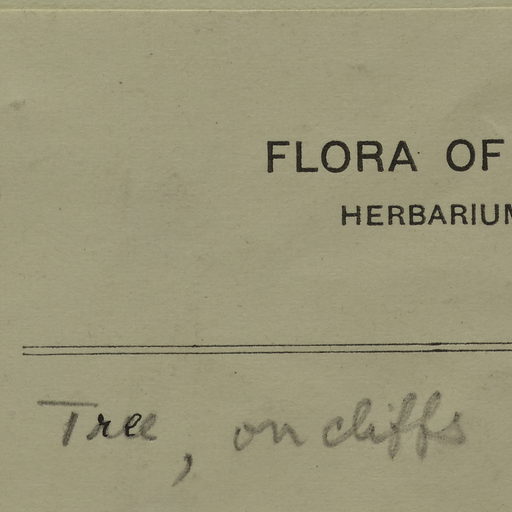 FLORA OF
HERBARIUM
Tree, on cliffs